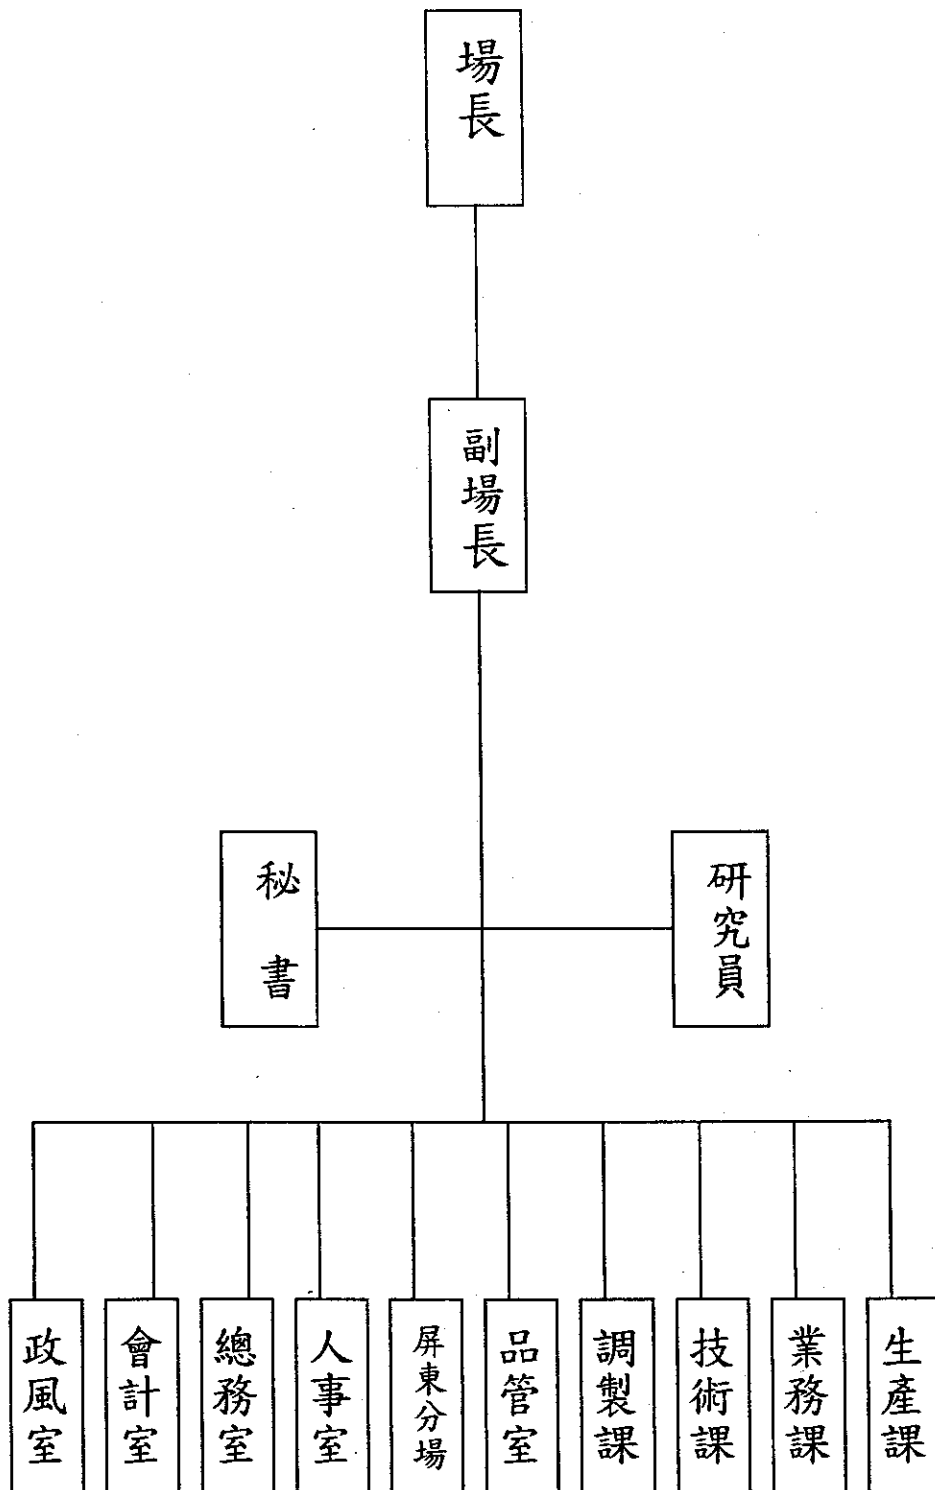 場長
副場長
秘書
研究員
政風室
會計室
總務室
人事室
屏東分場
品管室
調製課
技術課
業務課
生產課